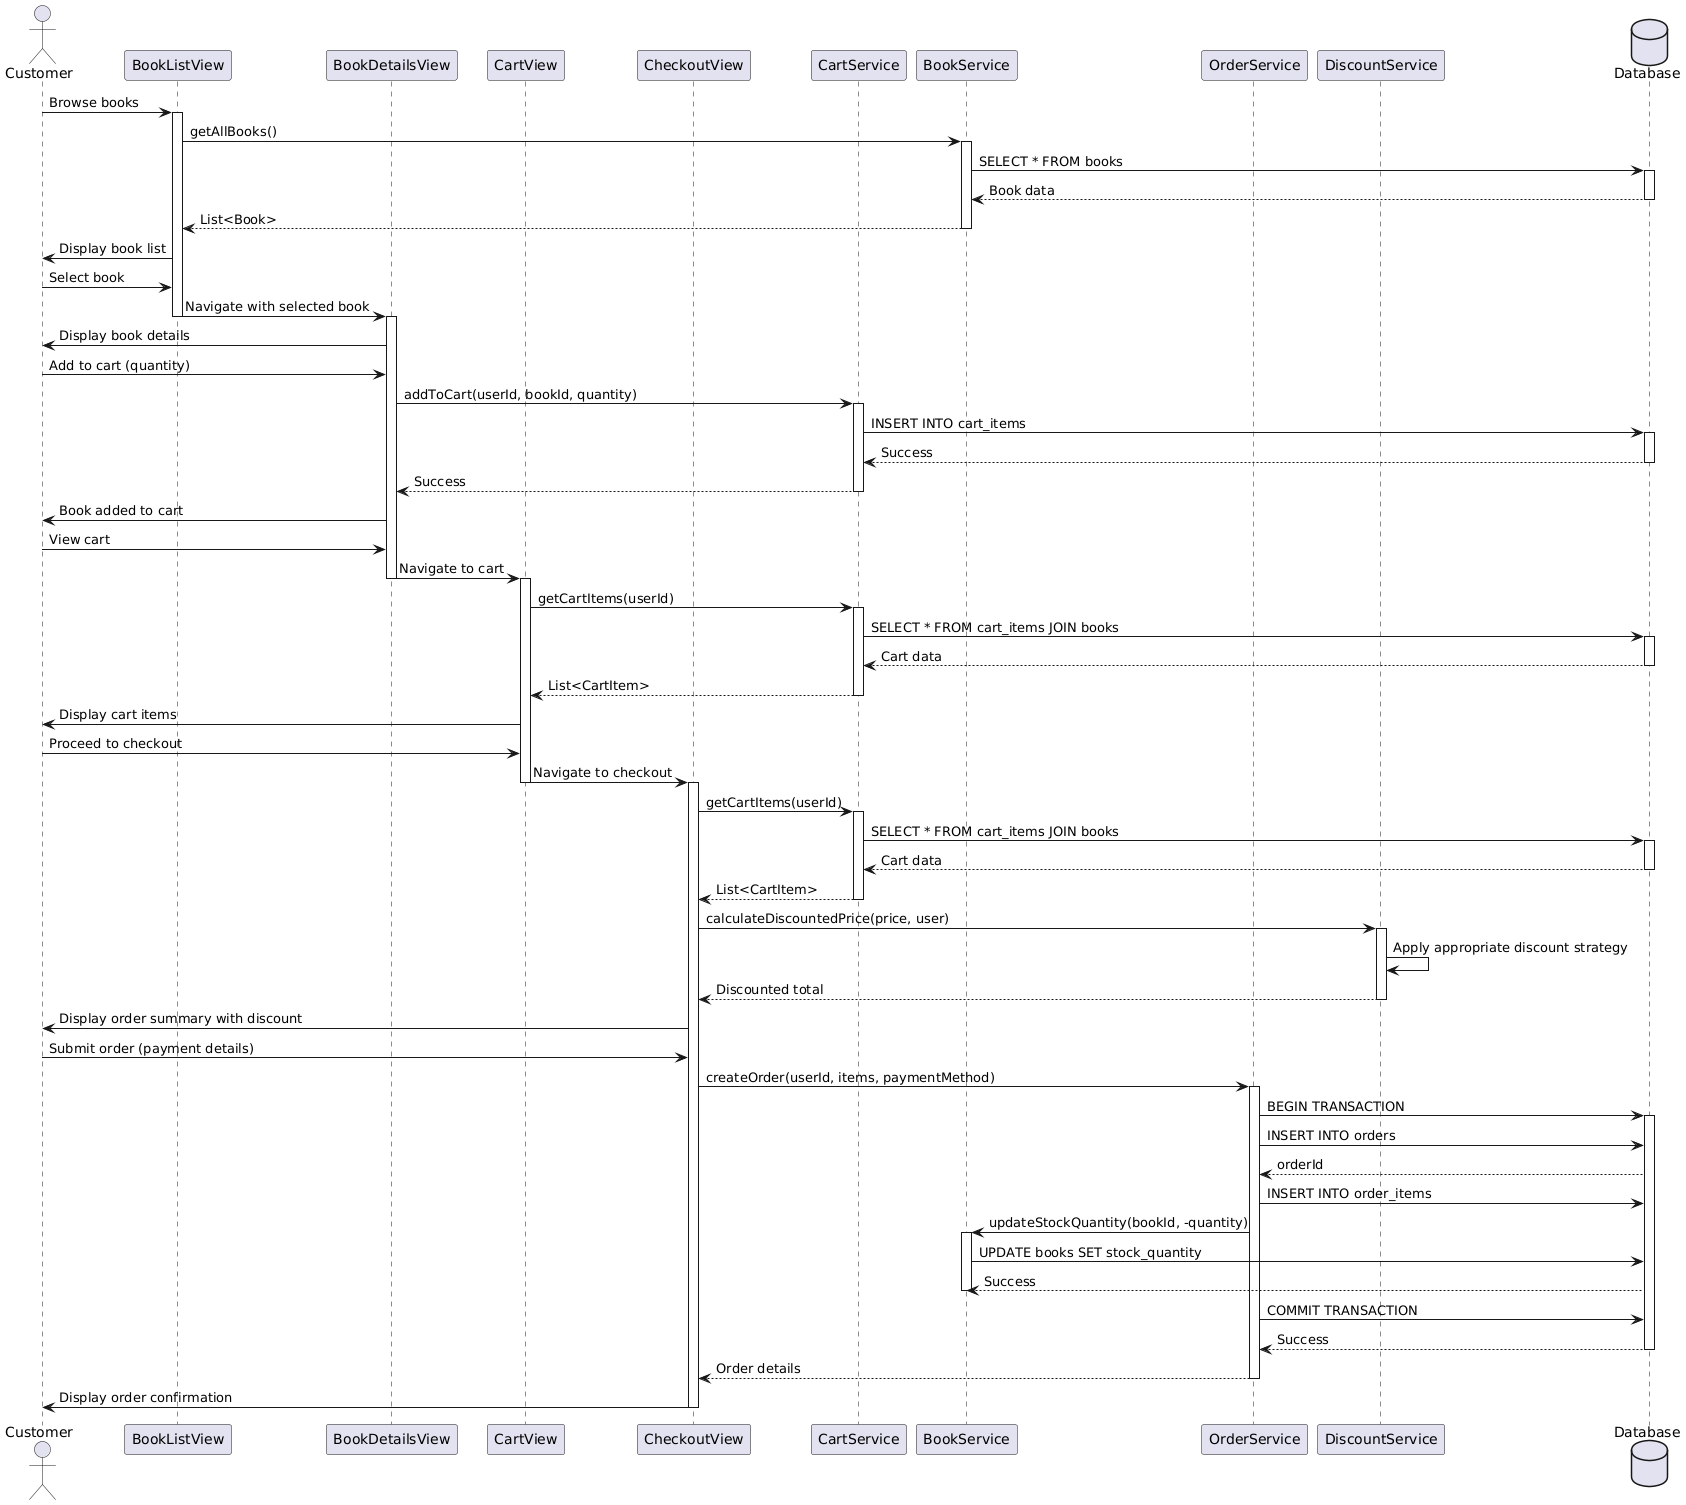 Customer
BookListView
BookDetailsView
CartView
CheckoutView
CartService
BookService
OrderService
DiscountService
Database
Browse books
getAllBooks()
SELECT * FROM books
Book data
List<Book>
Display book list
Select book
Navigate with selected book
Display book details
Add to cart (quantity)
addToCart(userId, bookId, quantity)
INSERT INTO cart_items
Success
Success
Book added to cart
View cart
Navigate to cart
getCartItems(userId)
SELECT * FROM cart_items JOIN books
Cart data
List<CartItem>
Display cart items
Proceed to checkout
Navigate to checkout
getCartItems(userId)
SELECT * FROM cart_items JOIN books
Cart data
List<CartItem>
calculateDiscountedPrice(price, user)
Apply appropriate discount strategy
Discounted total
Display order summary with discount
Submit order (payment details)
createOrder(userId, items, paymentMethod)
BEGIN TRANSACTION
INSERT INTO orders
orderId
INSERT INTO order_items
updateStockQuantity(bookId, -quantity)
UPDATE books SET stock_quantity
Success
COMMIT TRANSACTION
Success
Order details
Display order confirmation
Customer
BookListView
BookDetailsView
CartView
CheckoutView
CartService
BookService
OrderService
DiscountService
Database